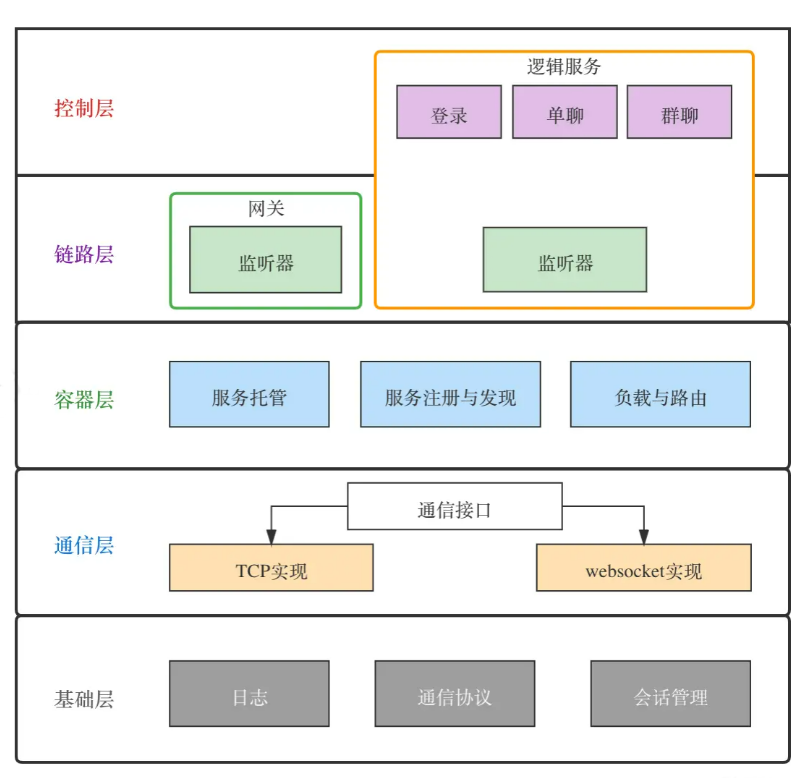 逻辑服务
控制层
登录
单聊
群聊
网关
链路层
监听器
监听器
容器层
服务托管
服务注册与发现
负载与路由
通信接口
通信层
TCP实现
websocket实现
基础层
日志
通信协议
会话管理